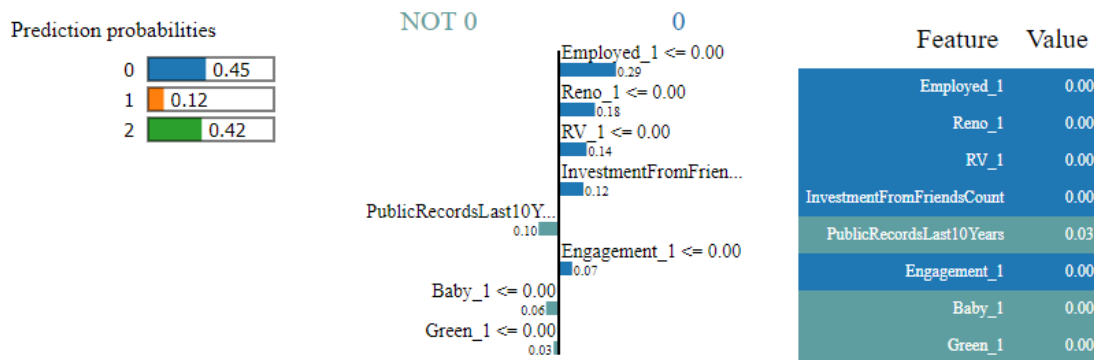 Prediction probabilities
0 0.45
1 0.12
2 0.42
NOT 0 0
Employed_1 <= 0.00
0.29
Reno_1 <= 0.00
0.18
RV_1 <= 0.00
0.14
InvestmentFromFrien...
0.12
PublicRecordsLast10Y...
0.10
Engagement_1 <= 0.00
0.07
Baby_1 <= 0.00
0.06
Green_1 <= 0.00
0.03
Feature Value
Employed_1 0.00
Reno_1 0.00
RV_1 0.00
InvestmentFromFriendsCount 0.00
PublicRecordsLast10Years 0.03
Engagement_1 0.00
Baby_1 0.00
Green_1 0.00